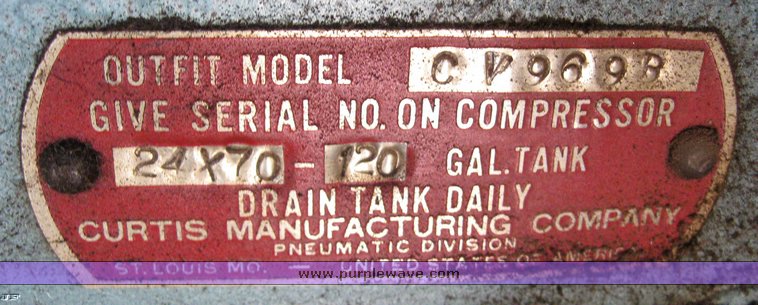 OUTFIT MODEL CV969B
GIVE SERIAL NO. ON COMPRESSOR
24X70 - 120 GAL. TANK
DRAIN TANK DAILY
CURTIS MANUFACTURING COMPANY
PNEUMATIC DIVISION
ST. LOUIS MO. UNITED STATES OF AMERICA
www.purplewave.com